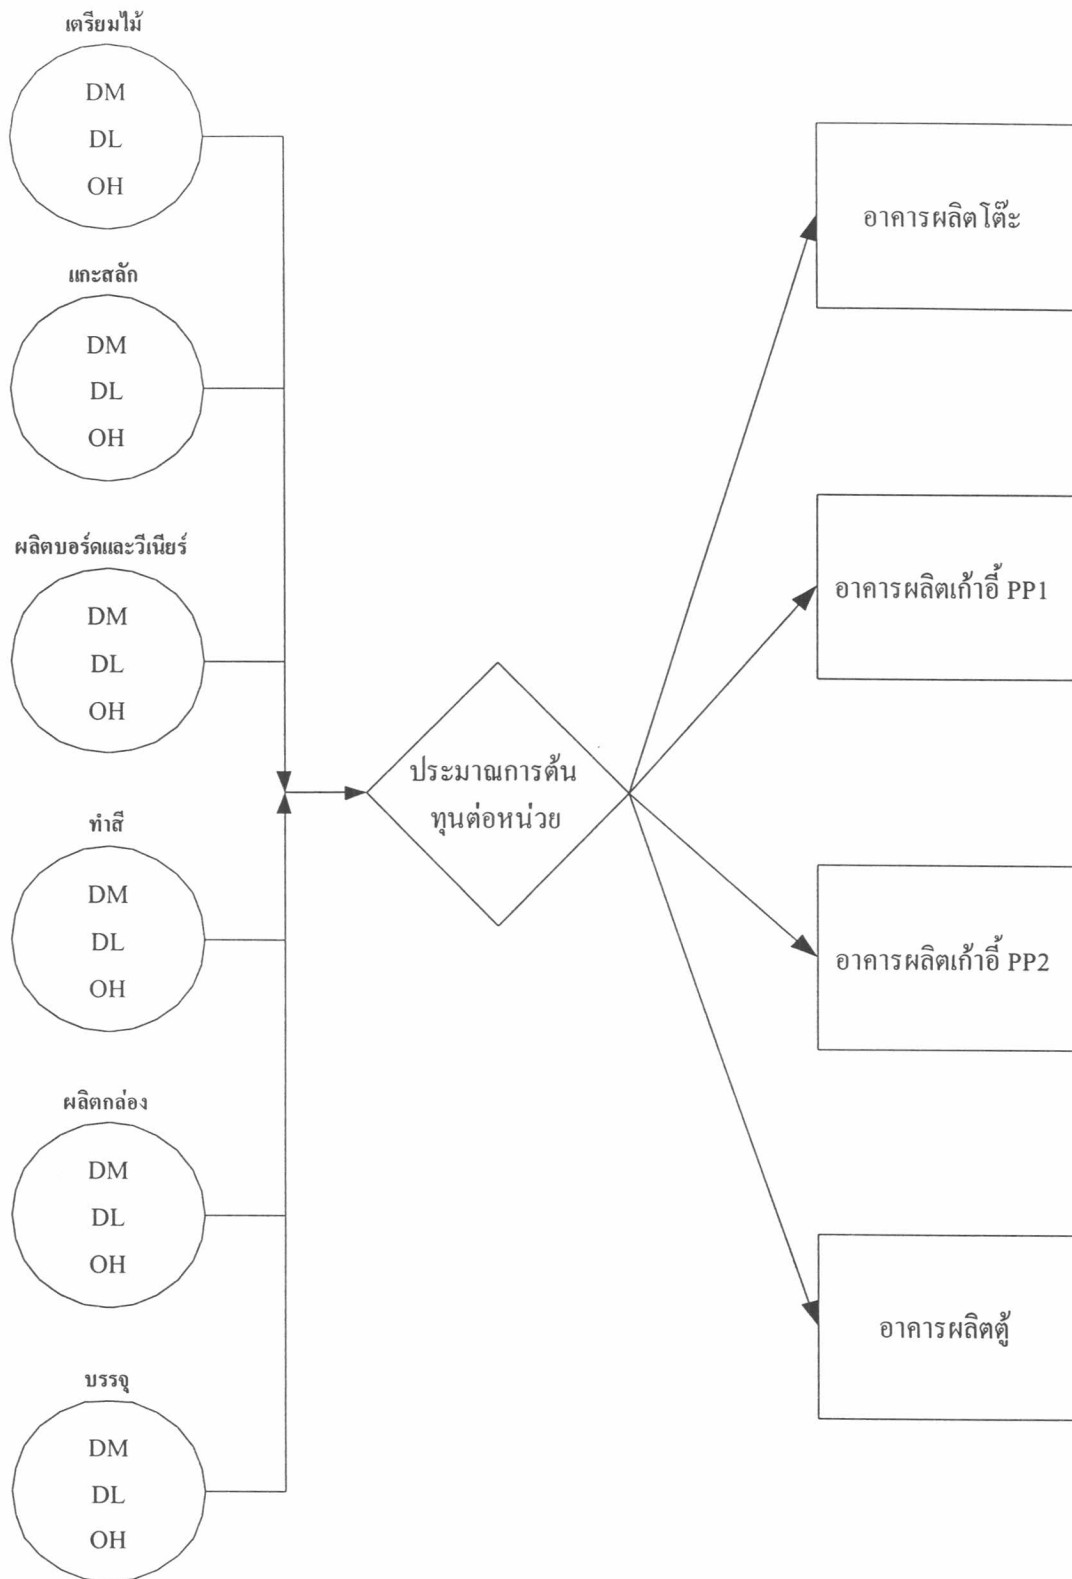 เตรียมไม้
DM
DL
OH
แกะสลัก
DM
DL
OH
ผลิตบอร์ดและวีเนียร์
DM
DL
OH
ทำสี
DM
DL
OH
ผลิตกล่อง
DM
DL
OH
บรรจุ
DM
DL
OH
ประมาณการต้น
ทุนต่อหน่วย
อาคารผลิตโต๊ะ
อาคารผลิตเก้าอี้ PP1
อาคารผลิตเก้าอี้ PP2
อาคารผลิตตู้